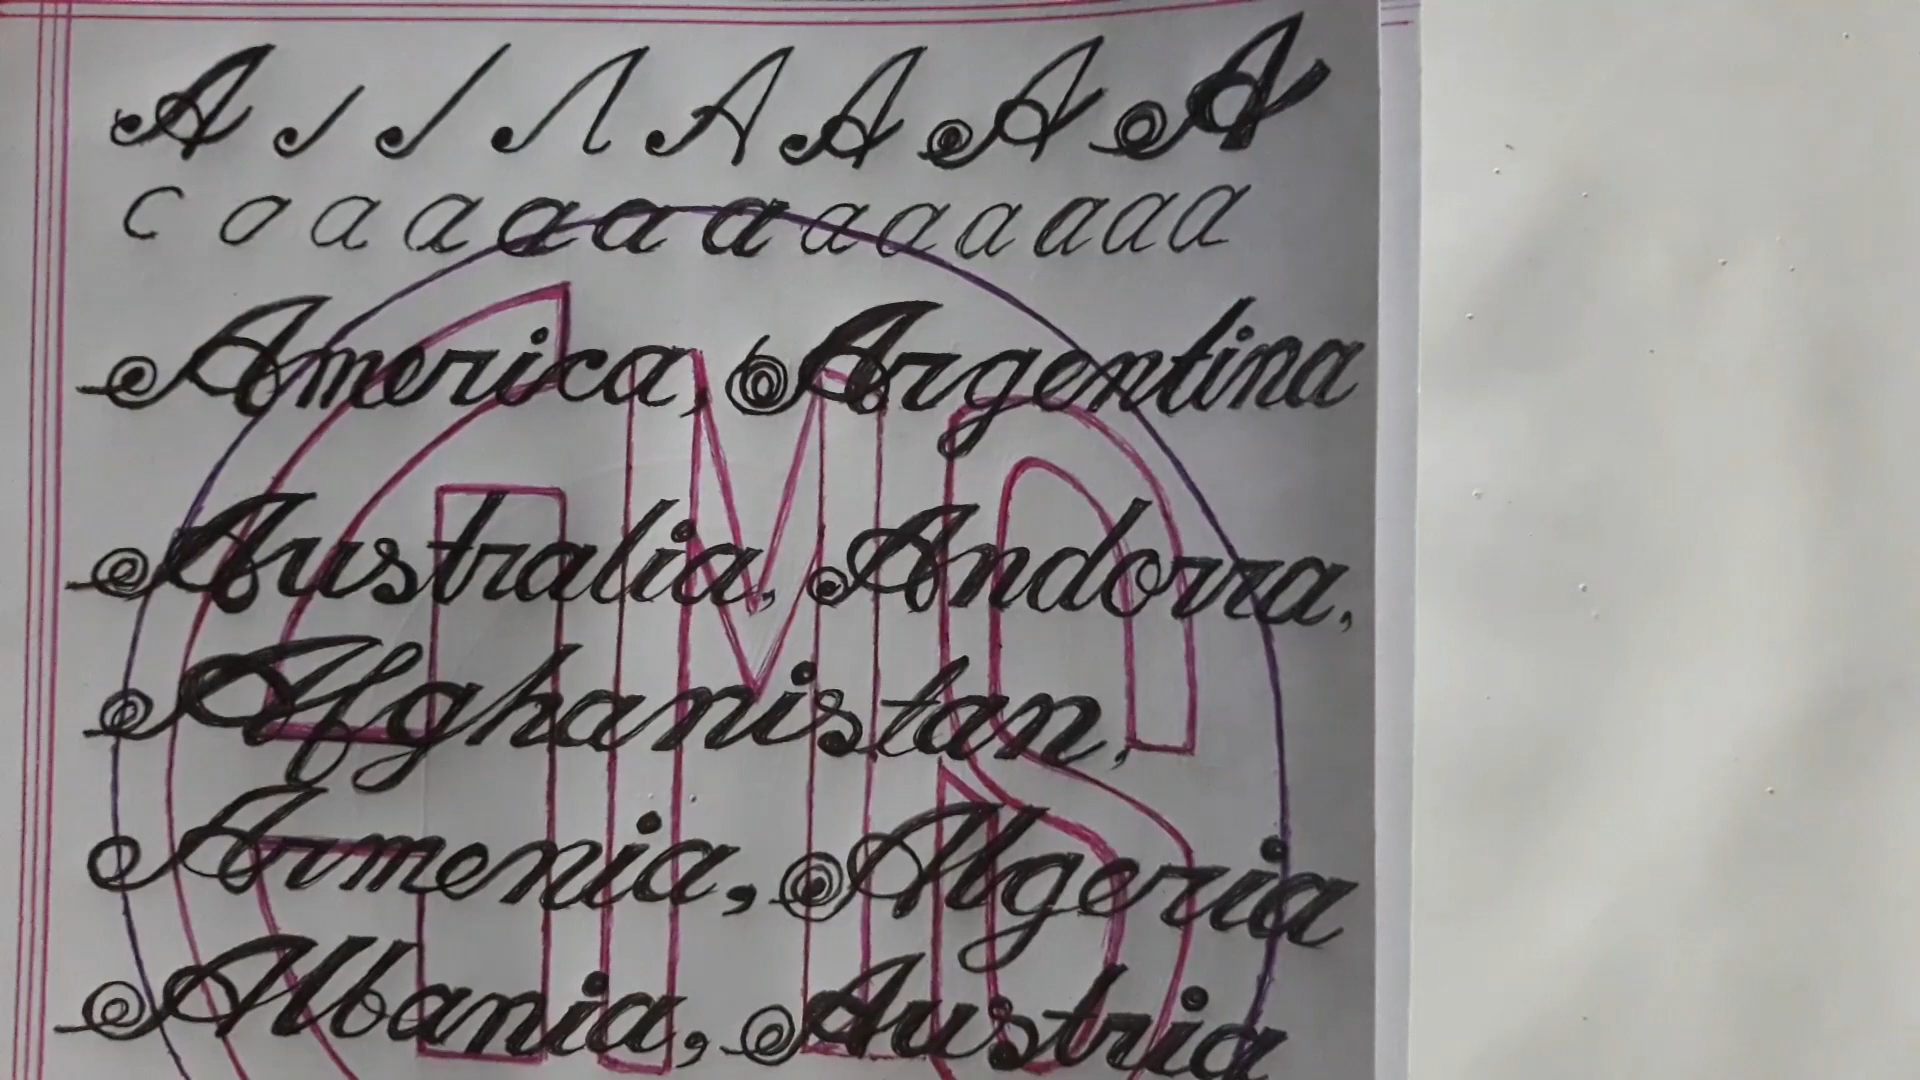 A A A A A A
c o a a a a a a a a a a a
America, Argentina
Australia, Andorra,
Afghanistan,
Armenia, Algeria
Albania, Austria